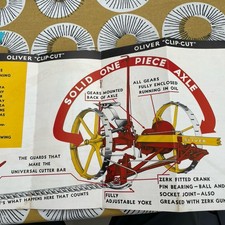 OLIVER "CLIP-CUT"
OLIVER "CLIP-CUT"
SOLID ONE PIECE AXLE
GEARS MOUNTED
BACK OF AXLE
ALL GEARS
FULLY ENCLOSED
RUNNING IN OIL
THE GUARDS THAT
MAKE THE
UNIVERSAL CUTTER BAR
WHAT'S HAPPENING HERE THAT COUNTS
FULLY
ADJUSTABLE YOKE
ZERK FITTED CRANK
PIN BEARING - BALL AND
SOCKET JOINT - ALSO
GREASED WITH ZERK GUN